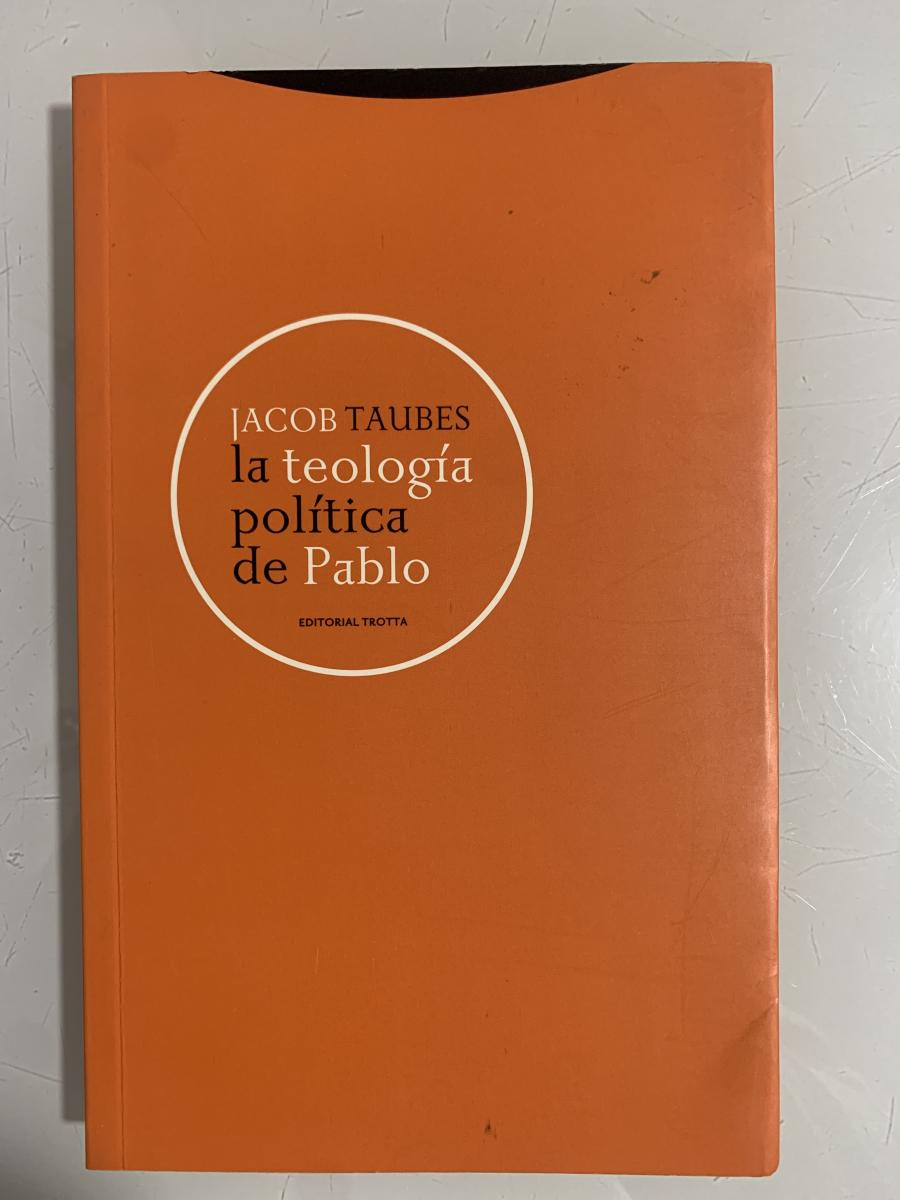 JACOB TAUBES
la teología
política
de Pablo
EDITORIAL TROTTA